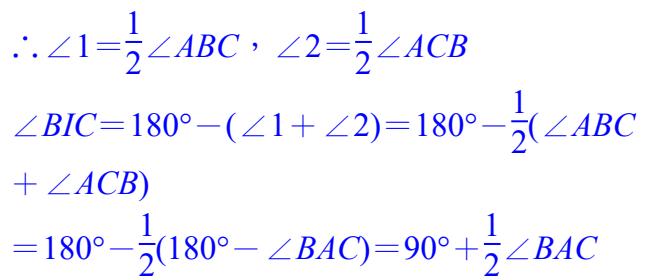 ∴∠1=1/2∠ABC，∠2=1/2∠ACB
∠BIC=180°−(∠1+∠2)=180°−1/2(∠ABC
+∠ACB)
=180°−1/2(180°−∠BAC)=90°+1/2∠BAC